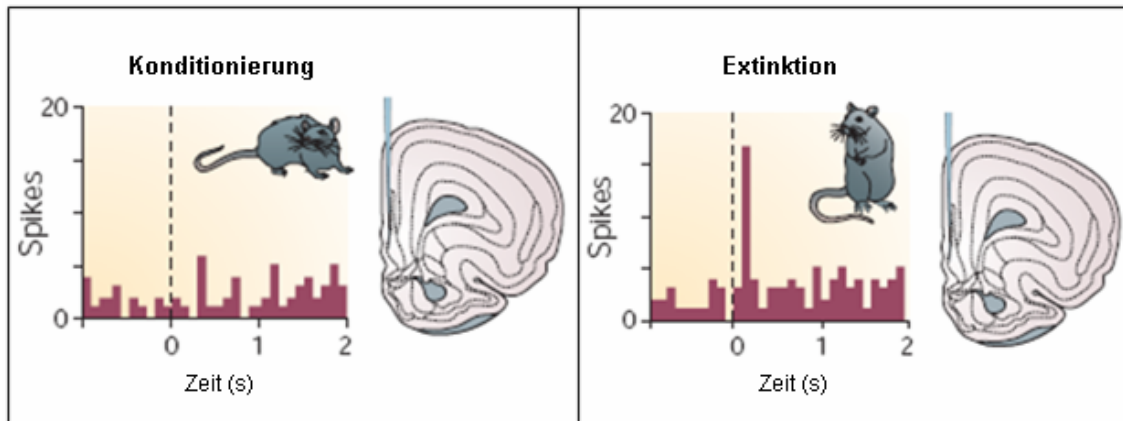 Konditionierung
20
Spikes
0
0 1 2
Zeit (s)
Extinktion
20
Spikes
0
0 1 2
Zeit (s)